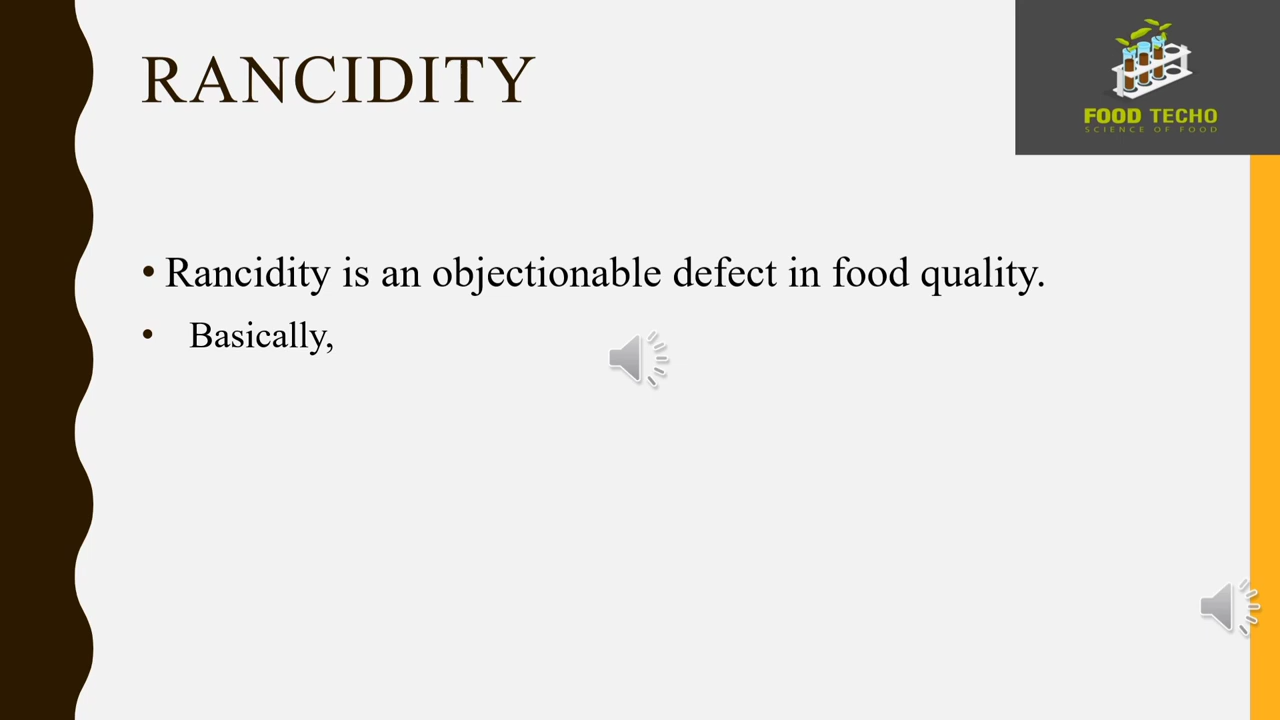 RANCIDITY
FOOD TECHO
SCIENCE OF FOOD
• Rancidity is an objectionable defect in food quality.
• Basically,